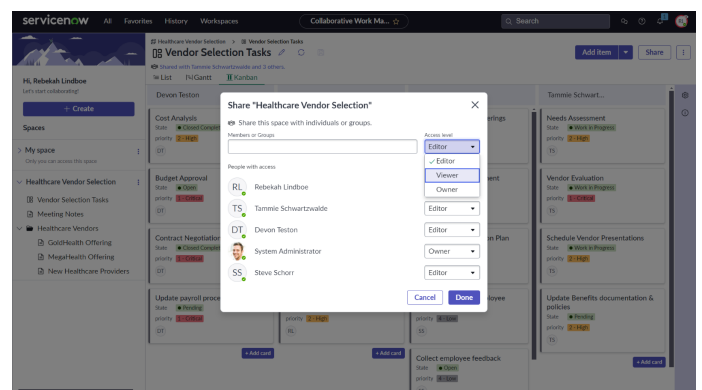 servicenow All Favorites History Workspaces Collaborative Work Ma... Search
Healthcare Vendor Selection > Vendor Selection Tasks
Vendor Selection Tasks
Add item
Share
Shared with Tammie Schwartzwalde and 3 others.
List Gantt Kanban
Hi, Rebekah Lindboe
Let's start collaborating!
+ Create
Spaces
My space
Only you can access this space
Healthcare Vendor Selection
Vendor Selection Tasks
Meeting Notes
Healthcare Vendors
GoldHealth Offering
MegaHealth Offering
New Healthcare Providers
Devon Teston
Cost Analysis
State Closed Complete
priority 2 - High
DT
Budget Approval
State Open
priority 1 - Critical
DT
Contract Negotiation
State Closed Complete
priority 1 - Critical
DT
Update payroll proce
State Pending
priority 1 - Critical
DT
+ Add card
Share "Healthcare Vendor Selection"
Share this space with individuals or groups.
Members or Groups
Access level
Editor
Editor
Viewer
Owner
People with access
RL Rebekah Lindboe
TS Tammie Schwartzwalde Editor
DT Devon Teston Editor
System Administrator Owner
SS Steve Schorr Editor
Cancel Done
priority 2 - High
RL
+ Add card
erings
ent
on Plan
oyee
priority 4 - Low
SS
Collect employee feedback
State Open
priority 4 - Low
Tammie Schwart...
Needs Assessment
State Work in Progress
priority 2 - High
TS
Vendor Evaluation
State Work in Progress
priority 1 - Critical
TS
Schedule Vendor Presentations
State Work in Progress
priority 2 - High
TS
Update Benefits documentation &
policies
State Pending
priority 2 - High
TS
+ Add card